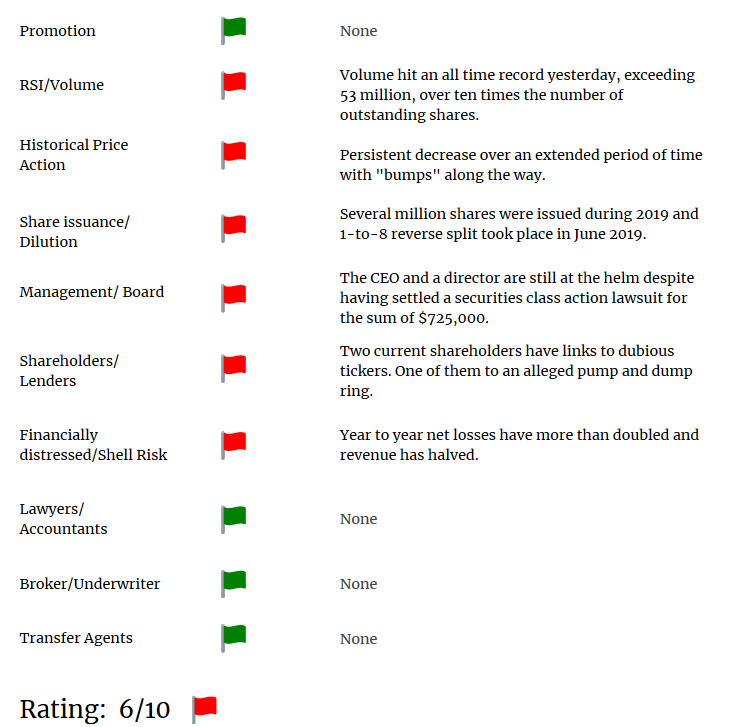 Promotion
None
RSI/Volume
Volume hit an all time record yesterday, exceeding
53 million, over ten times the number of
outstanding shares.
Historical Price
Action
Persistent decrease over an extended period of time
with "bumps" along the way.
Share issuance/
Dilution
Several million shares were issued during 2019 and
1-to-8 reverse split took place in June 2019.
Management/ Board
The CEO and a director are still at the helm despite
having settled a securities class action lawsuit for
the sum of $725,000.
Shareholders/
Lenders
Two current shareholders have links to dubious
tickers. One of them to an alleged pump and dump
ring.
Financially
distressed/Shell Risk
Year to year net losses have more than doubled and
revenue has halved.
Lawyers/
Accountants
None
Broker/Underwriter
None
Transfer Agents
None
Rating: 6/10